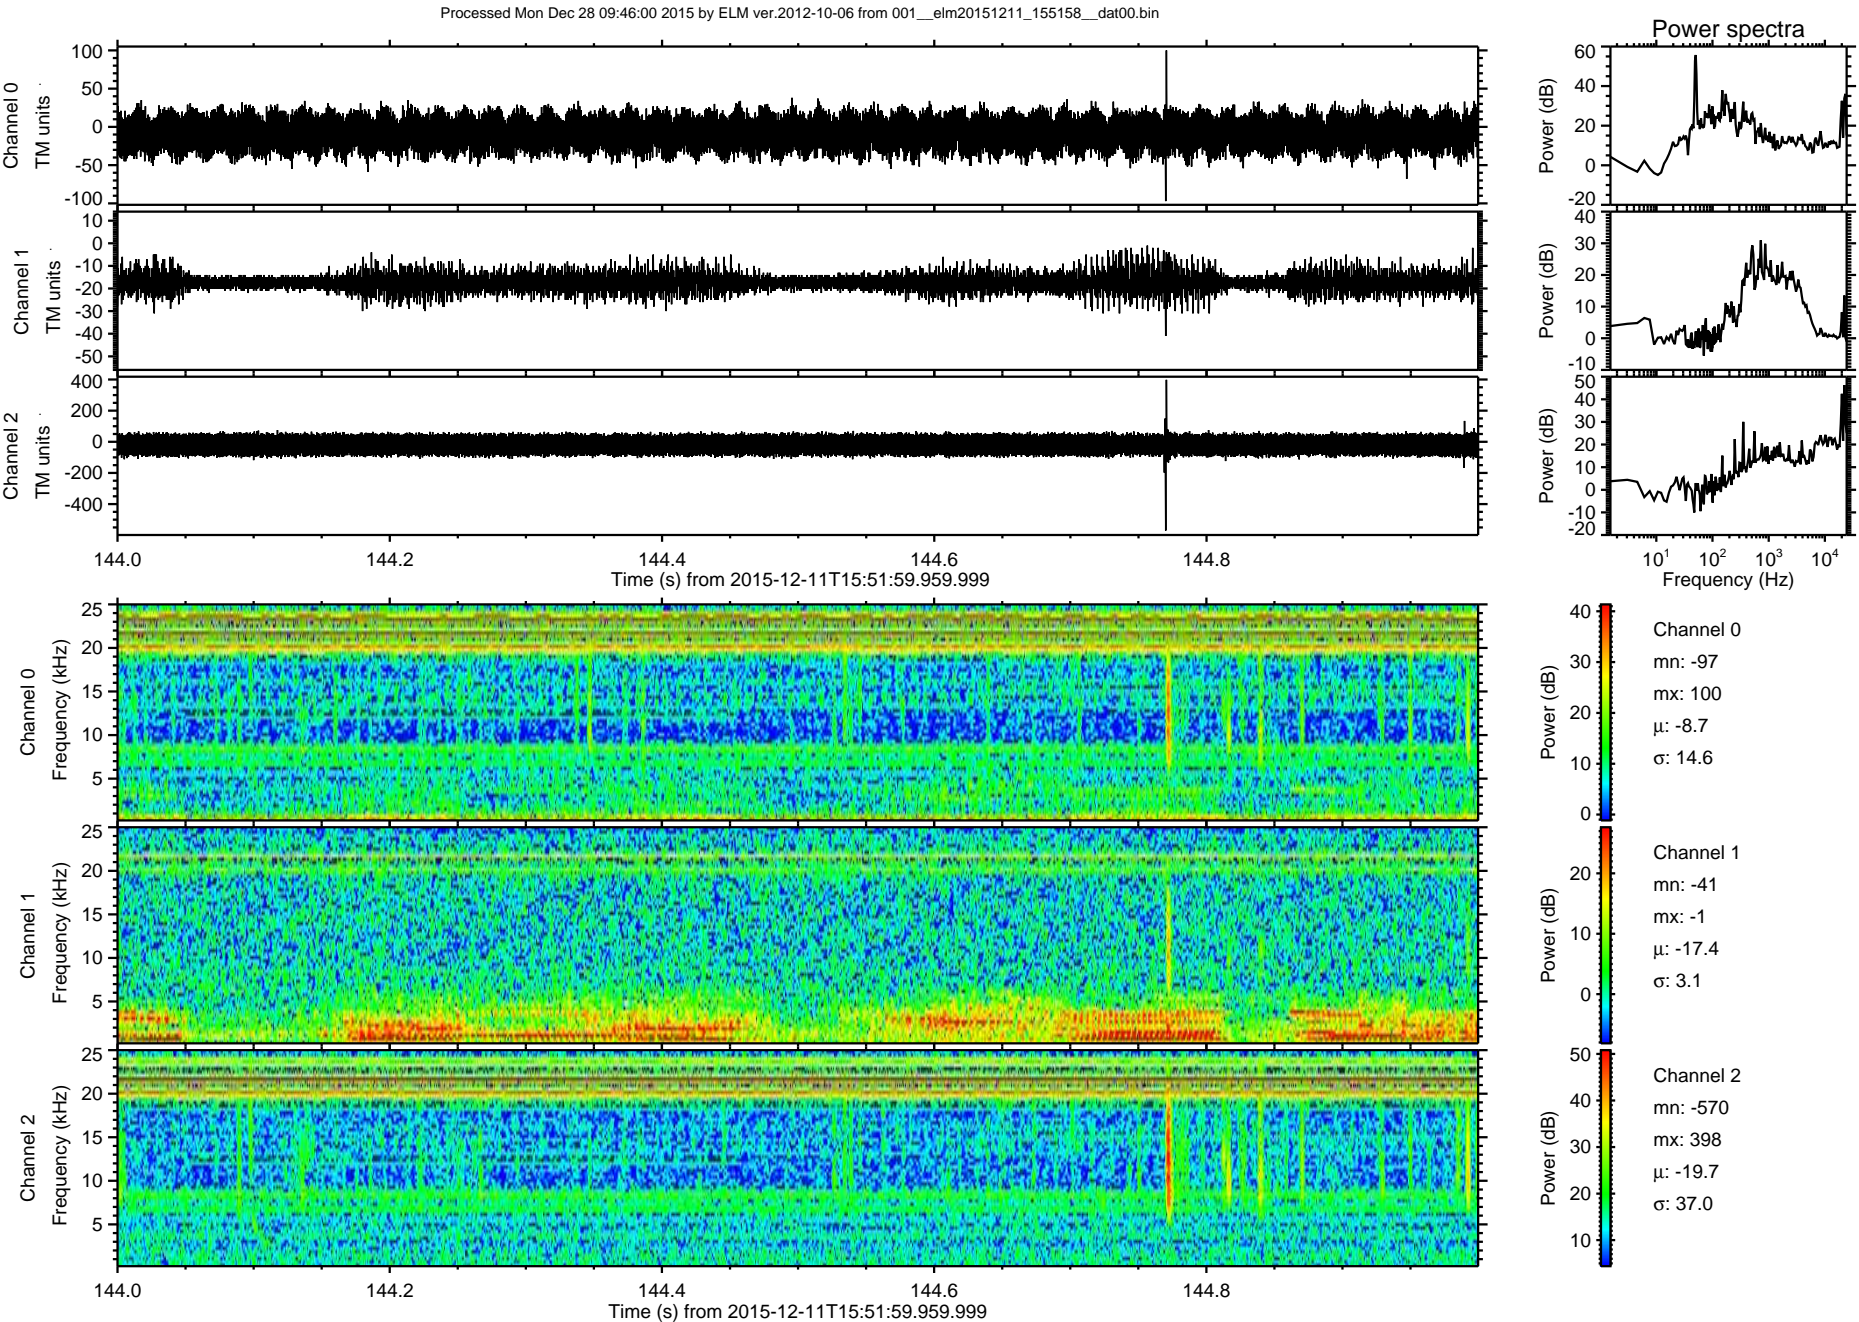 Processed Mon Dec 28 09:46:00 2015 by ELM ver.2012-10-06 from 001__elm20151211_155158__dat00.bin
Power spectra
Channel 0
TM units
100
50
0
-50
-100
Power (dB)
60
40
20
0
-20
Channel 1
TM units
10
0
-10
-20
-30
-40
-50
Power (dB)
40
30
20
10
0
-10
Channel 2
TM units
400
200
0
-200
-400
Power (dB)
50
40
30
20
10
0
-10
-20
144.0 144.2 144.4 144.6 144.8
Time (s) from 2015-12-11T15:51:59.959.999
10^1 10^2 10^3 10^4
Frequency (Hz)
Channel 0
Frequency (kHz)
25
20
15
10
5
Power (dB)
40
30
20
10
0
Channel 0
mn: -97
mx: 100
μ: -8.7
σ: 14.6
Channel 1
Frequency (kHz)
25
20
15
10
5
Power (dB)
20
10
0
Channel 1
mn: -41
mx: -1
μ: -17.4
σ: 3.1
Channel 2
Frequency (kHz)
25
20
15
10
5
Power (dB)
50
40
30
20
10
Channel 2
mn: -570
mx: 398
μ: -19.7
σ: 37.0
144.0 144.2 144.4 144.6 144.8
Time (s) from 2015-12-11T15:51:59.959.999